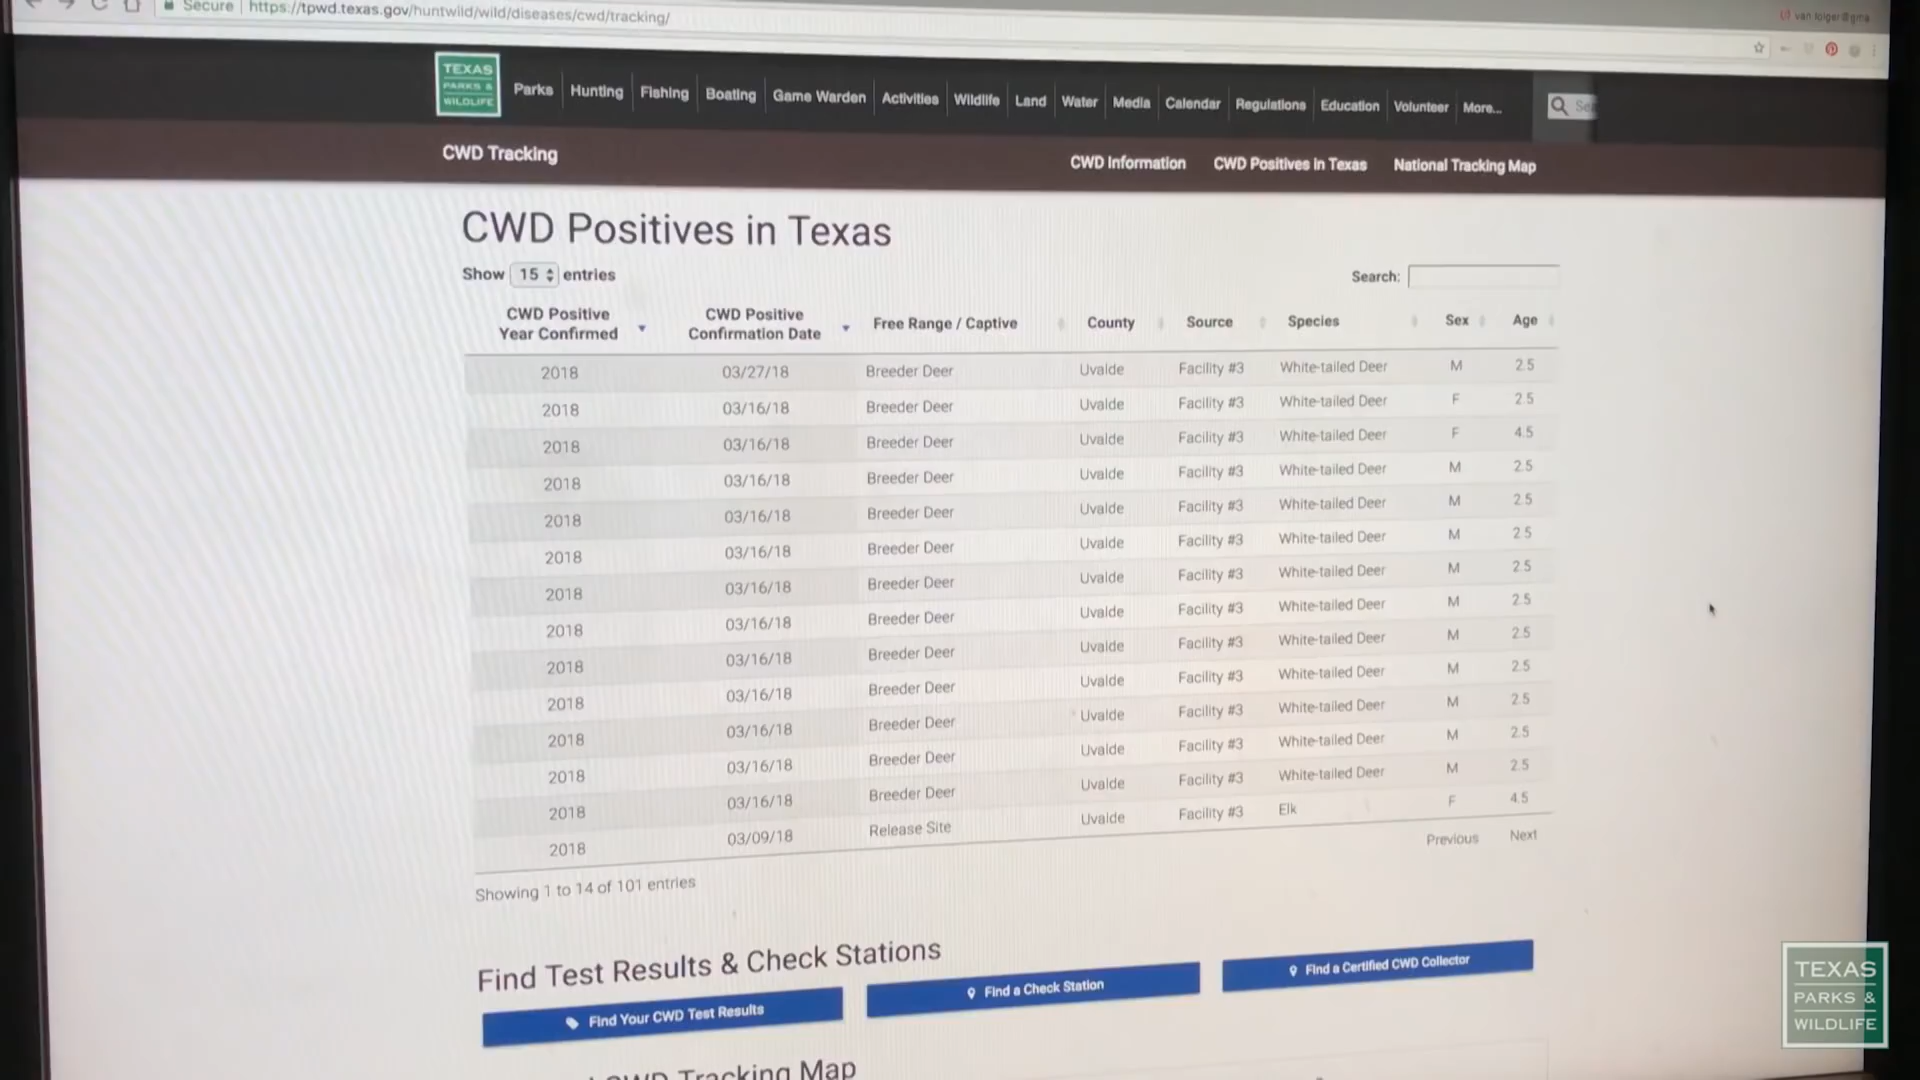 Secure https://tpwd.texas.gov/huntwild/wild/diseases/cwd/tracking/
TEXAS PARKS & WILDLIFE
Parks Hunting Fishing Boating Game Warden Activities Wildlife Land Water Media Calendar Regulations Education Volunteer More...
CWD Tracking CWD Information CWD Positives in Texas National Tracking Map
CWD Positives in Texas
Show 15 entries Search:
CWD Positive Year Confirmed CWD Positive Confirmation Date Free Range / Captive County Source Species Sex Age
2018 03/27/18 Breeder Deer Uvalde Facility #3 White-tailed Deer M 2.5
2018 03/16/18 Breeder Deer Uvalde Facility #3 White-tailed Deer F 2.5
2018 03/16/18 Breeder Deer Uvalde Facility #3 White-tailed Deer F 4.5
2018 03/16/18 Breeder Deer Uvalde Facility #3 White-tailed Deer M 2.5
2018 03/16/18 Breeder Deer Uvalde Facility #3 White-tailed Deer M 2.5
2018 03/16/18 Breeder Deer Uvalde Facility #3 White-tailed Deer M 2.5
2018 03/16/18 Breeder Deer Uvalde Facility #3 White-tailed Deer M 2.5
2018 03/16/18 Breeder Deer Uvalde Facility #3 White-tailed Deer M 2.5
2018 03/16/18 Breeder Deer Uvalde Facility #3 White-tailed Deer M 2.5
2018 03/16/18 Breeder Deer Uvalde Facility #3 White-tailed Deer M 2.5
2018 03/16/18 Breeder Deer Uvalde Facility #3 White-tailed Deer M 2.5
2018 03/16/18 Breeder Deer Uvalde Facility #3 White-tailed Deer M 2.5
2018 03/16/18 Breeder Deer Uvalde Facility #3 White-tailed Deer M 2.5
2018 03/09/18 Release Site Uvalde Facility #3 Elk F 4.5
Showing 1 to 14 of 101 entries Previous Next
Find Test Results & Check Stations
Find Your CWD Test Results Find a Check Station Find a Certified CWD Collector
CWD Tracking Map
TEXAS
PARKS &
WILDLIFE